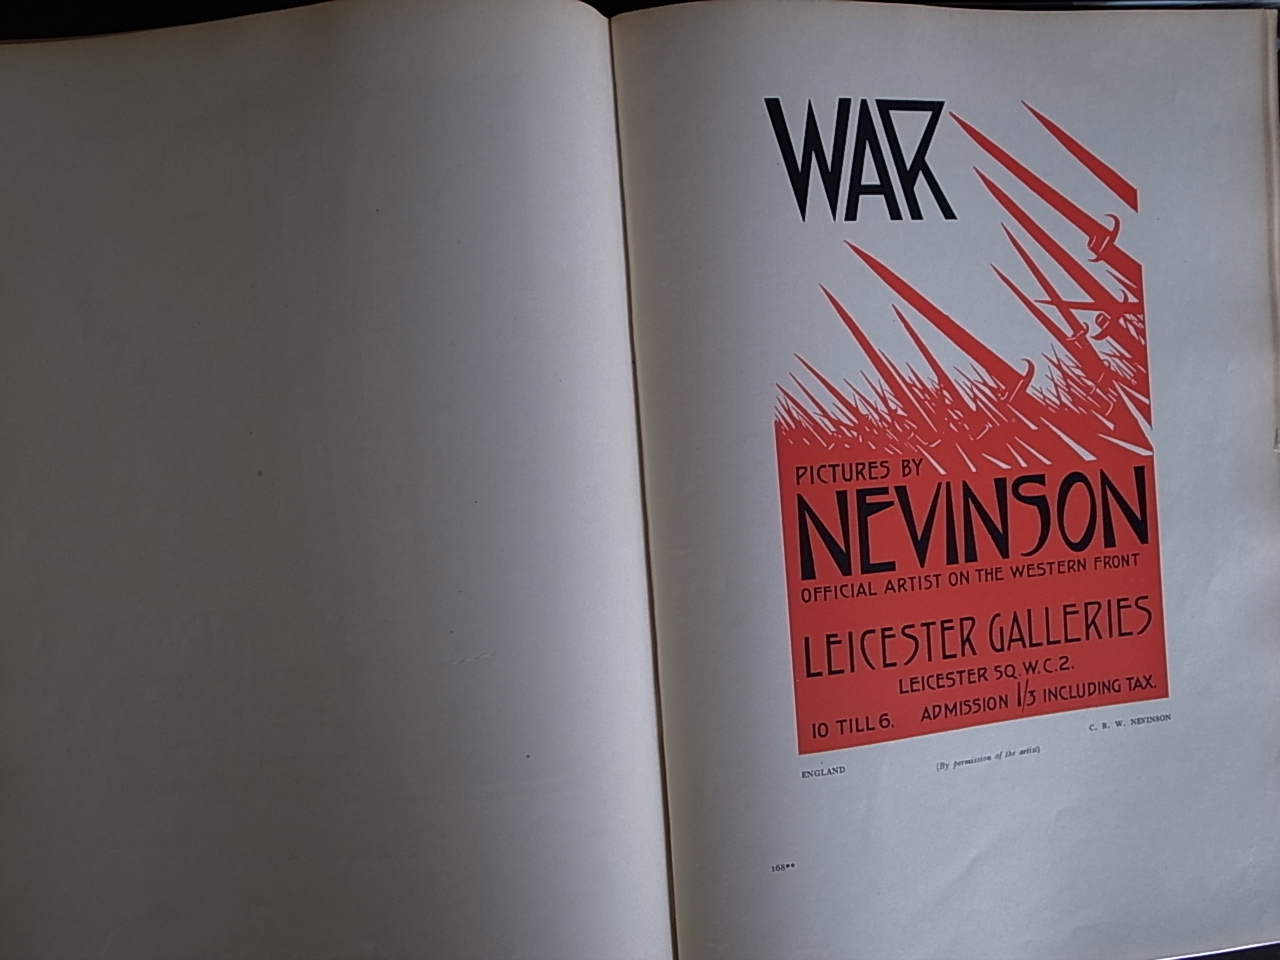 WAR
PICTURES BY
NEVINSON
OFFICIAL ARTIST ON THE WESTERN FRONT
LEICESTER GALLERIES
LEICESTER SQ. W.C.2.
10 TILL 6. ADMISSION 1/3 INCLUDING TAX.
C. R. W. NEVINSON
ENGLAND (By permission of the artist)
168**